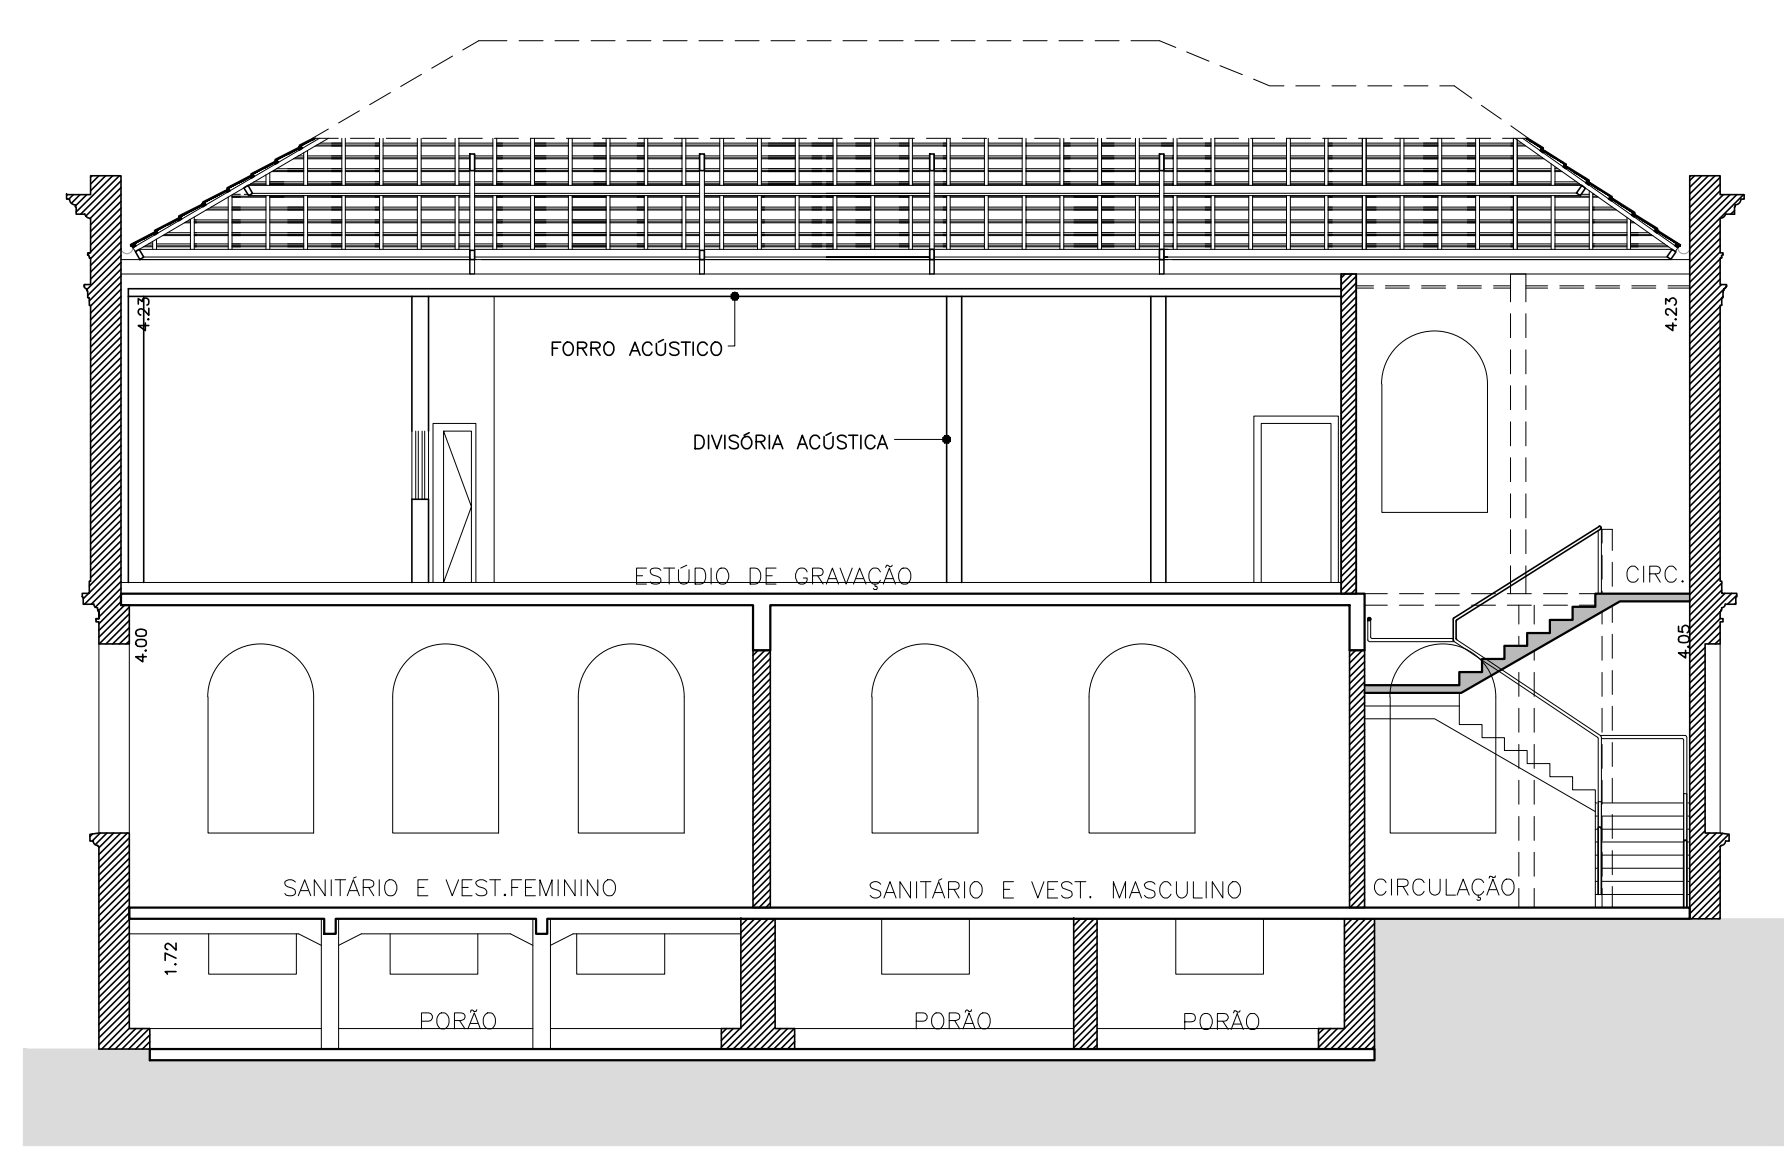 4.23
4.23
FORRO ACÚSTICO
DIVISÓRIA ACÚSTICA
ESTÚDIO DE GRAVAÇÃO
CIRC.
4.00
4.05
SANITÁRIO E VEST.FEMININO
SANITÁRIO E VEST. MASCULINO
CIRCULAÇÃO
1.72
PORÃO
PORÃO
PORÃO